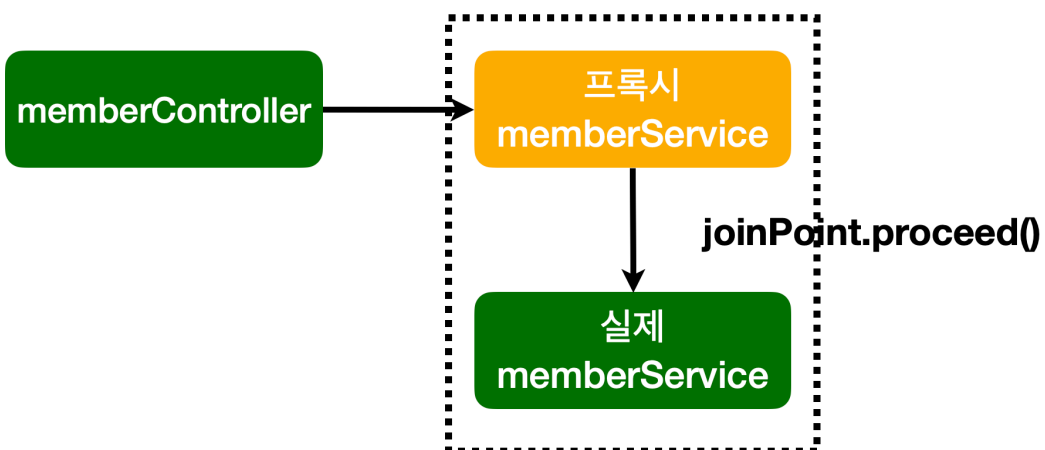 memberController
프록시
memberService
joinPoint.proceed()
실제
memberService